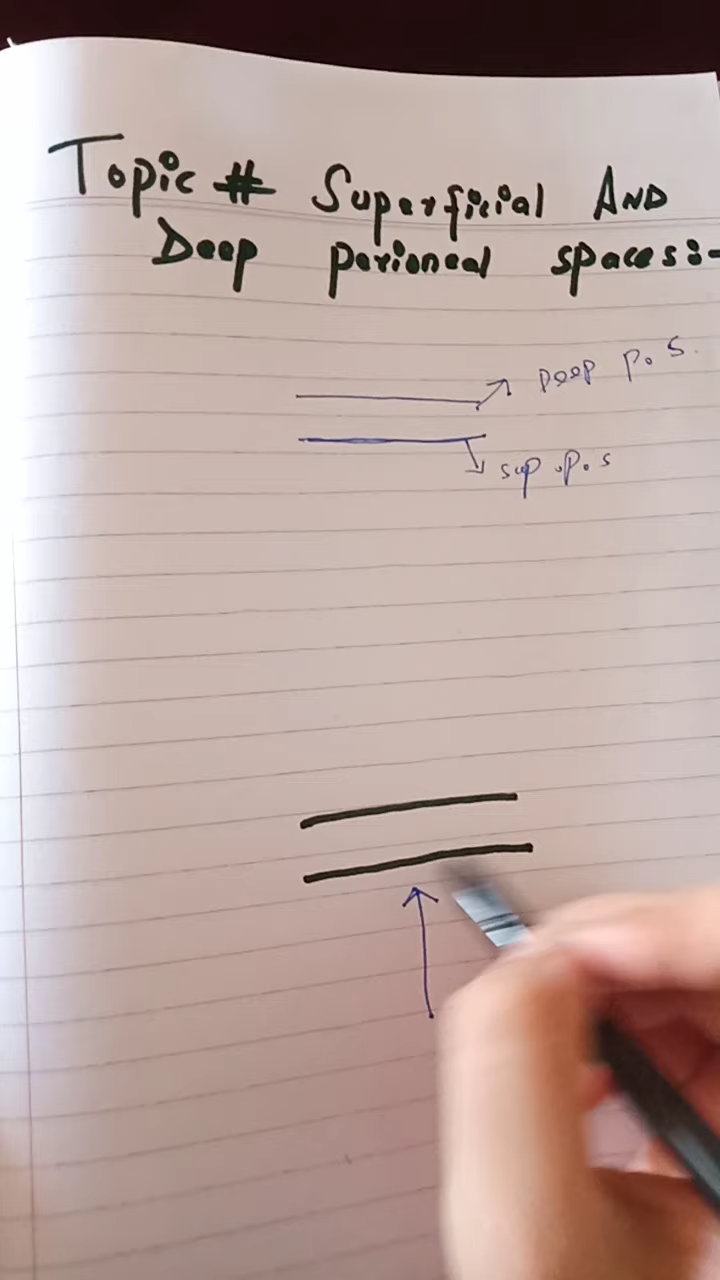 Topic # Superficial AND
Deep perioneal spaces:-
Deep p.s.
sup.p.s